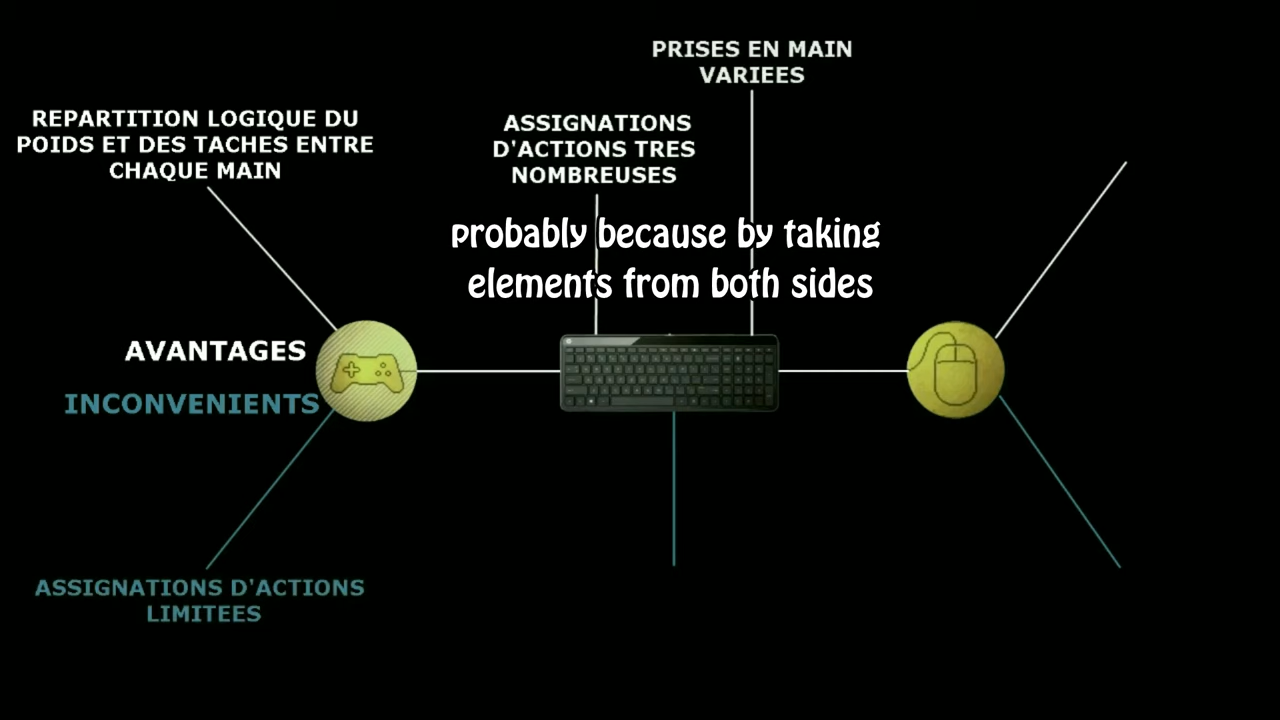 PRISES EN MAIN
VARIEES
REPARTITION LOGIQUE DU
POIDS ET DES TACHES ENTRE
CHAQUE MAIN
ASSIGNATIONS
D'ACTIONS TRES
NOMBREUSES
probably because by taking
elements from both sides
AVANTAGES
INCONVENIENTS
ASSIGNATIONS D'ACTIONS
LIMITEES